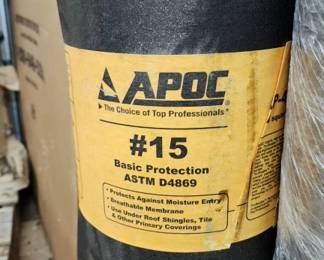 APOC®
The Choice of Top Professionals
#15
Basic Protection
ASTM D4869
• Protects Against Moisture Entry
• Breathable Membrane
• Use Under Roof Shingles, Tile
& Other Primary Coverings